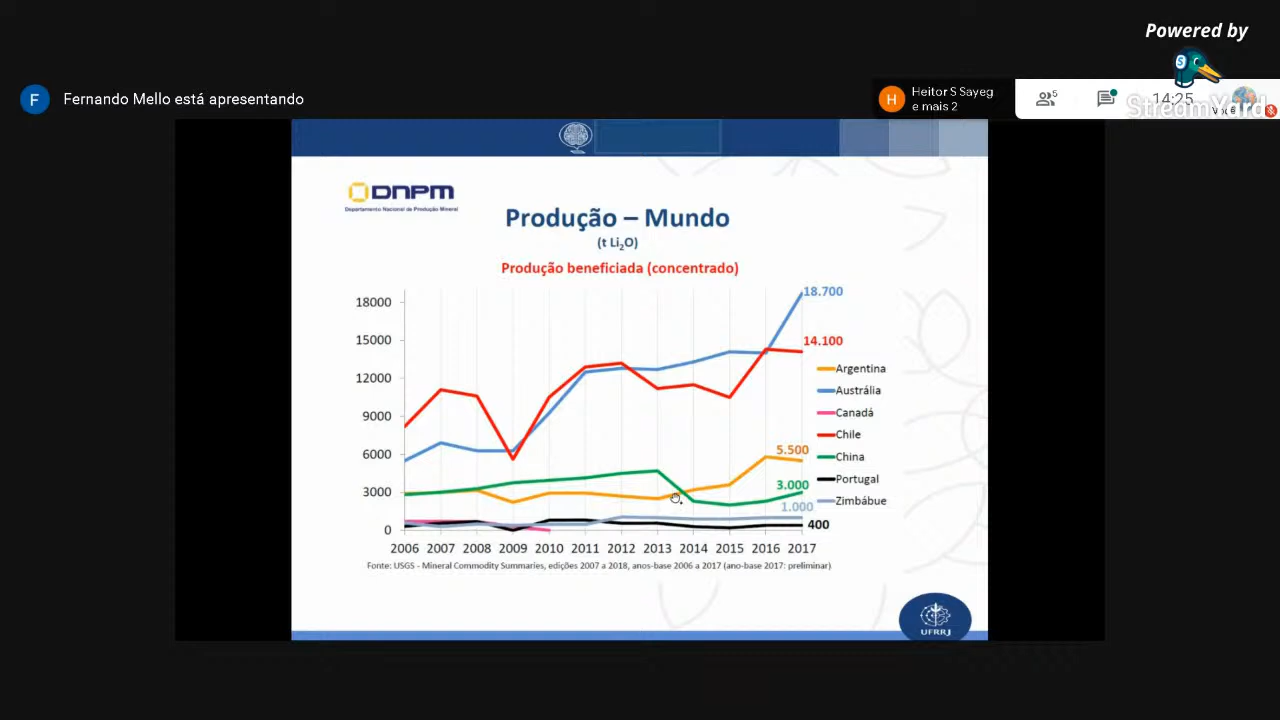 Powered by
Fernando Mello está apresentando
F
H
Heitor S Sayeg
e mais 2
5
14:25
StreamYard
Você
S
DNPM
Departamento Nacional de Produção Mineral
Produção – Mundo
(t Li₂O)
Produção beneficiada (concentrado)
18000
15000
12000
9000
6000
3000
0
18.700
14.100
5.500
3.000
1.000
400
Argentina
Austrália
Canadá
Chile
China
Portugal
Zimbábue
2006 2007 2008 2009 2010 2011 2012 2013 2014 2015 2016 2017
Fonte: USGS - Mineral Commodity Summaries, edições 2007 a 2018, anos-base 2006 a 2017 (ano-base 2017: preliminar)
UFRRJ